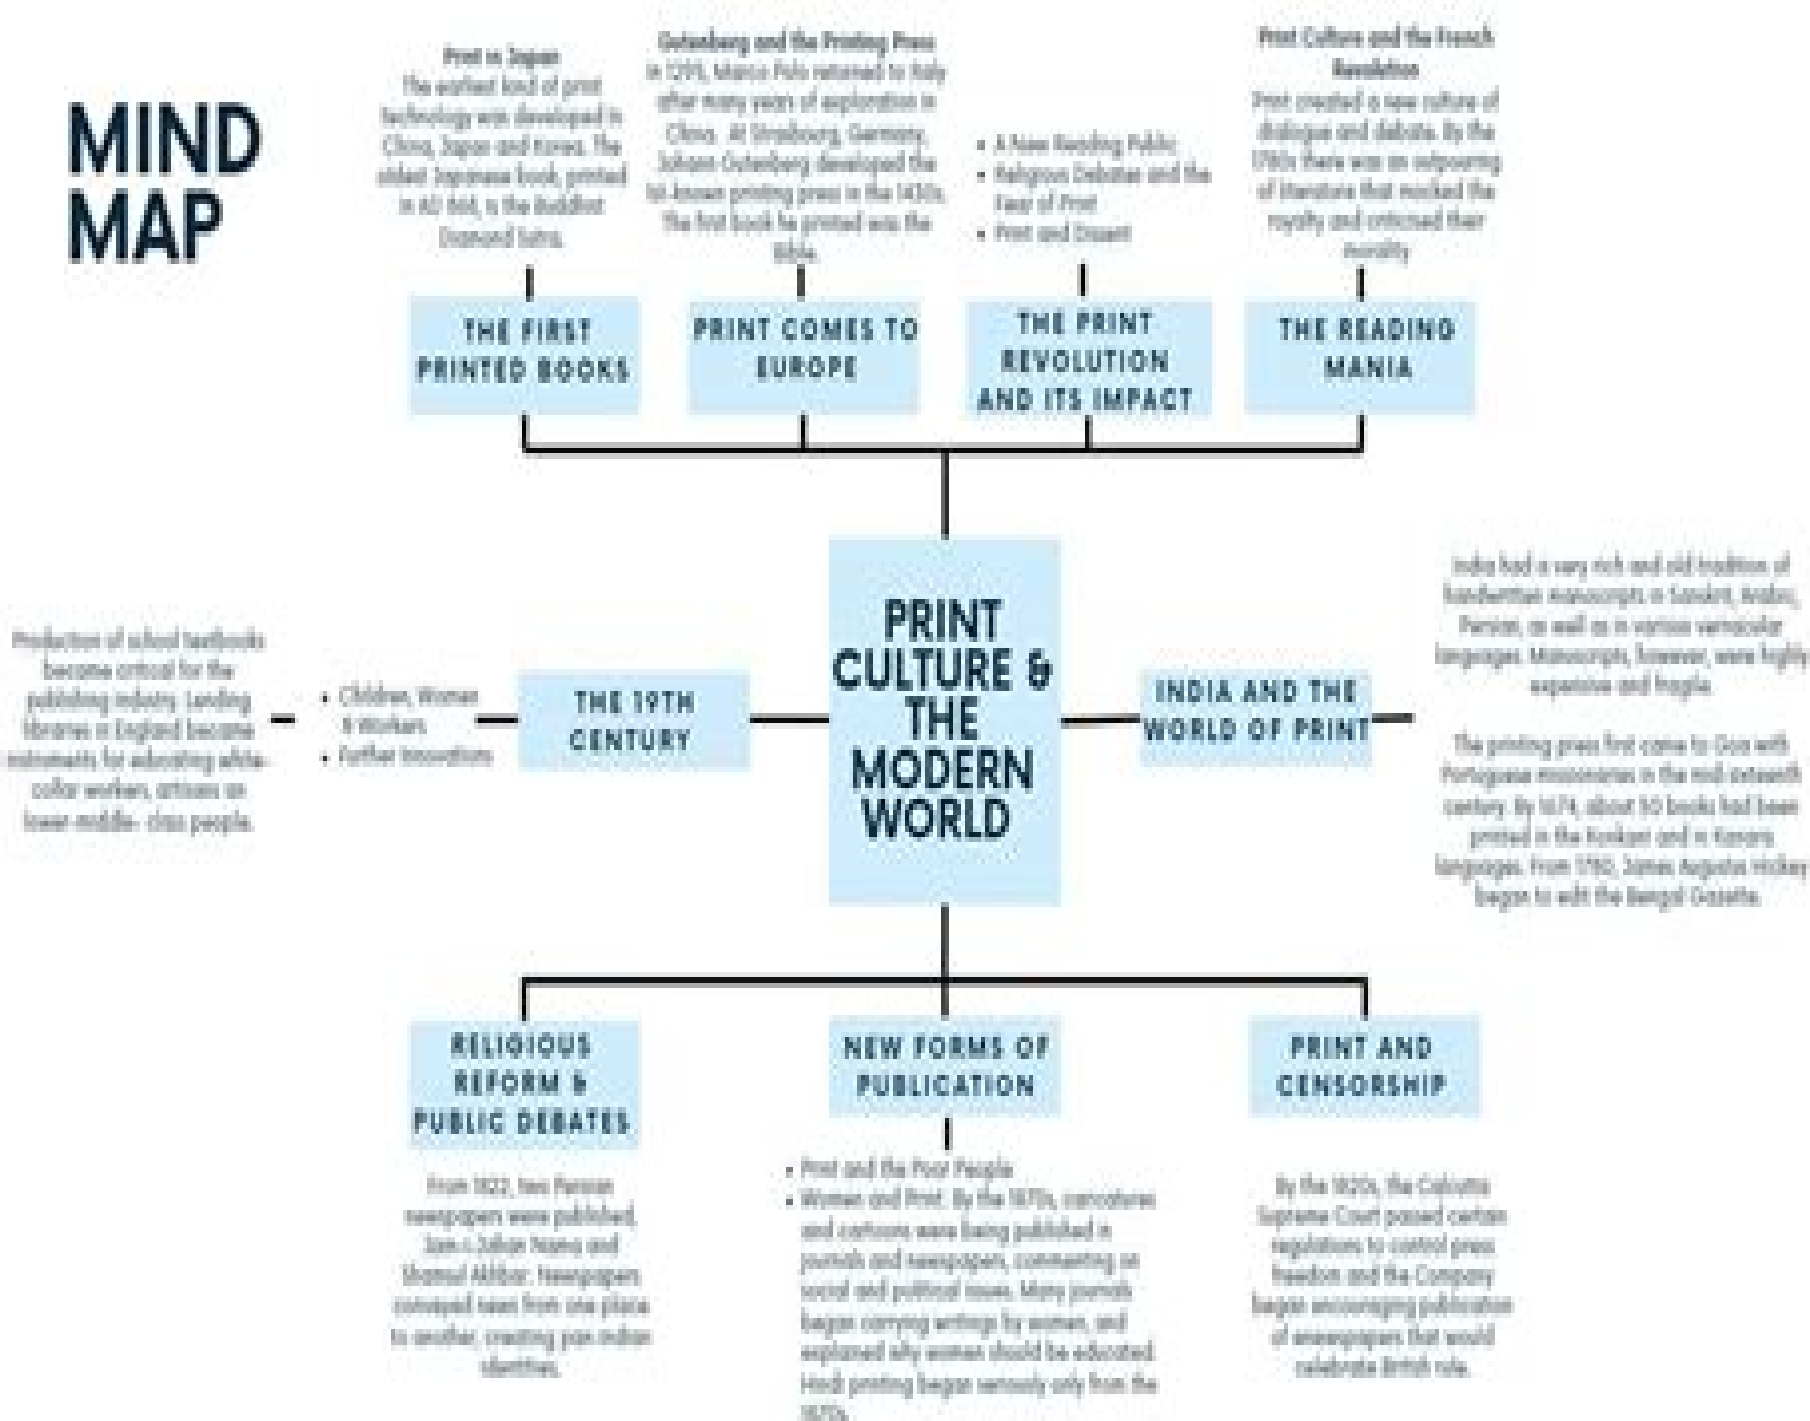 MIND
MAP
Print in Japan
The earliest kind of print
technology was developed in
China, Japan and Korea. The
oldest Japanese book, printed
in AD 868, is the Buddhist
Diamond Sutra.
THE FIRST
PRINTED BOOKS
Gutenberg and the Printing Press
In 1295, Marco Polo returned to Italy
after many years of exploration in
China. At Strasbourg, Germany,
Johann Gutenberg developed the
1st-known printing press in the 1430s.
The first book he printed was the
Bible.
PRINT COMES TO
EUROPE
• A New Reading Public
• Religious Debates and the
Fear of Print
• Print and Dissent
THE PRINT
REVOLUTION
AND ITS IMPACT
Print Culture and the French
Revolution
Print created a new culture of
dialogue and debate. By the
1780s there was an outpouring
of literature that mocked the
royalty and criticised their
morality
THE READING
MANIA
Production of school textbooks
became critical for the
publishing industry. Lending
libraries in England became
instruments for educating white-
collar workers, artisans an
lower-middle- class people.
• Children, Women
& Workers
• Further Innovations
THE 19TH
CENTURY
PRINT
CULTURE &
THE
MODERN
WORLD
INDIA AND THE
WORLD OF PRINT
India had a very rich and old tradition of
handwritten manuscripts in Sanskrit, Arabic,
Persian, as well as in various vernacular
languages. Manuscripts, however, were highly
expensive and fragile.
The printing press first came to Goa with
Portuguese missionaries in the mid sixteenth
century. By 1674, about 50 books had been
printed in the Konkani and in Kanara
languages. From 1780, James Augustus Hickey
began to edit the Bengal Gazette.
RELIGIOUS
REFORM &
PUBLIC DEBATES
From 1822, two Persian
newspapers were published,
Jam-i-Jahan Nama and
Shamsul Akhbar. Newspapers
conveyed news from one place
to another, creating pan-Indian
identities.
NEW FORMS OF
PUBLICATION
• Print and the Poor People
• Women and Print. By the 1870s, caricatures
and cartoons were being published in
journals and newspapers, commenting on
social and political issues. Many journals
began carrying writings by women, and
explained why women should be educated.
Hindi printing began seriously only from the
1870s.
PRINT AND
CENSORSHIP
By the 1820s, the Calcutta
Supreme Court passed certain
regulations to control press
freedom and the Company
began encouraging publication
of enewspapers that would
celebrate British rule.